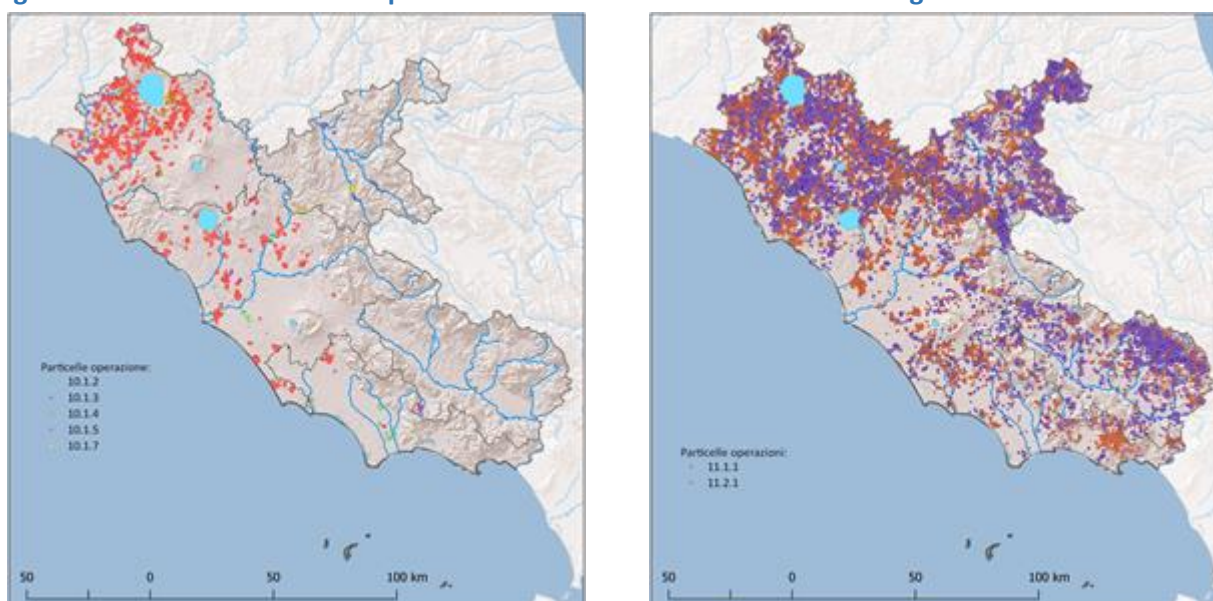 Particelle operazione:
10.1.2
10.1.3
10.1.4
10.1.5
10.1.7
50 0 50 100 km
Particelle operazioni:
11.1.1
11.2.1
50 0 50 100 km